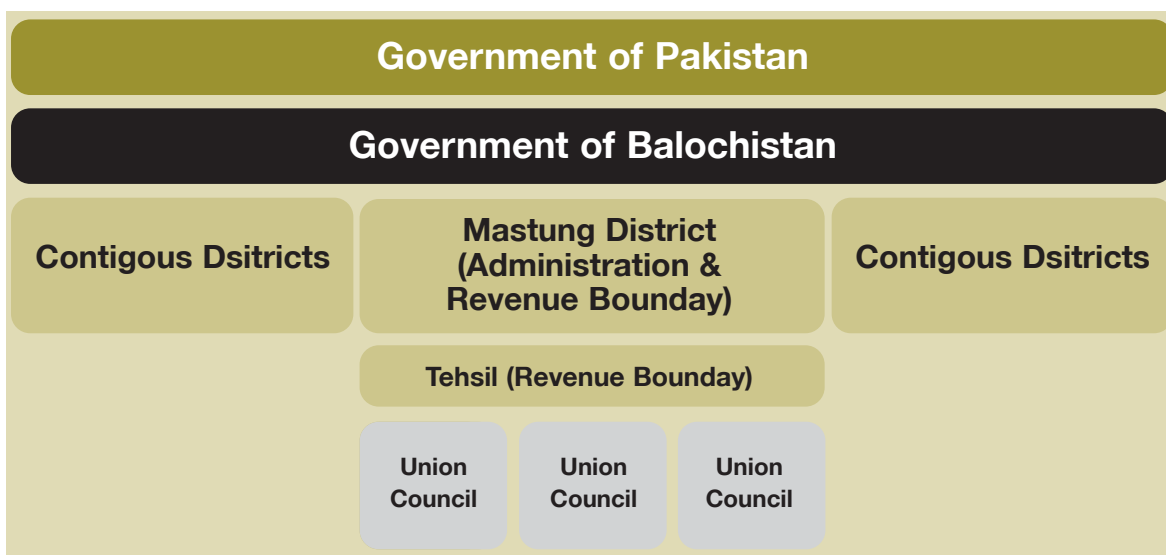 Government of Pakistan
Government of Balochistan
Contigous Dsitricts
Mastung District
(Administration &
Revenue Bounday)
Contigous Dsitricts
Tehsil (Revenue Bounday)
Union
Council
Union
Council
Union
Council